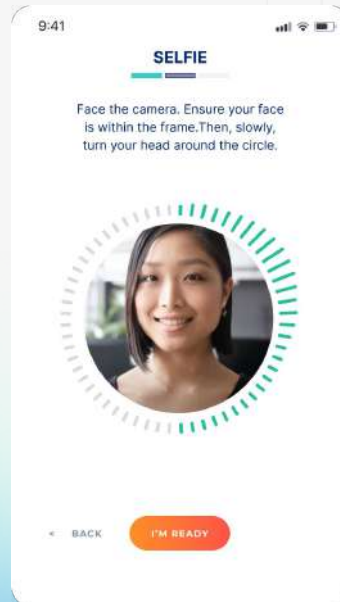 9:41
SELFIE
Face the camera. Ensure your face
is within the frame.Then, slowly,
turn your head around the circle.
< BACK
I'M READY